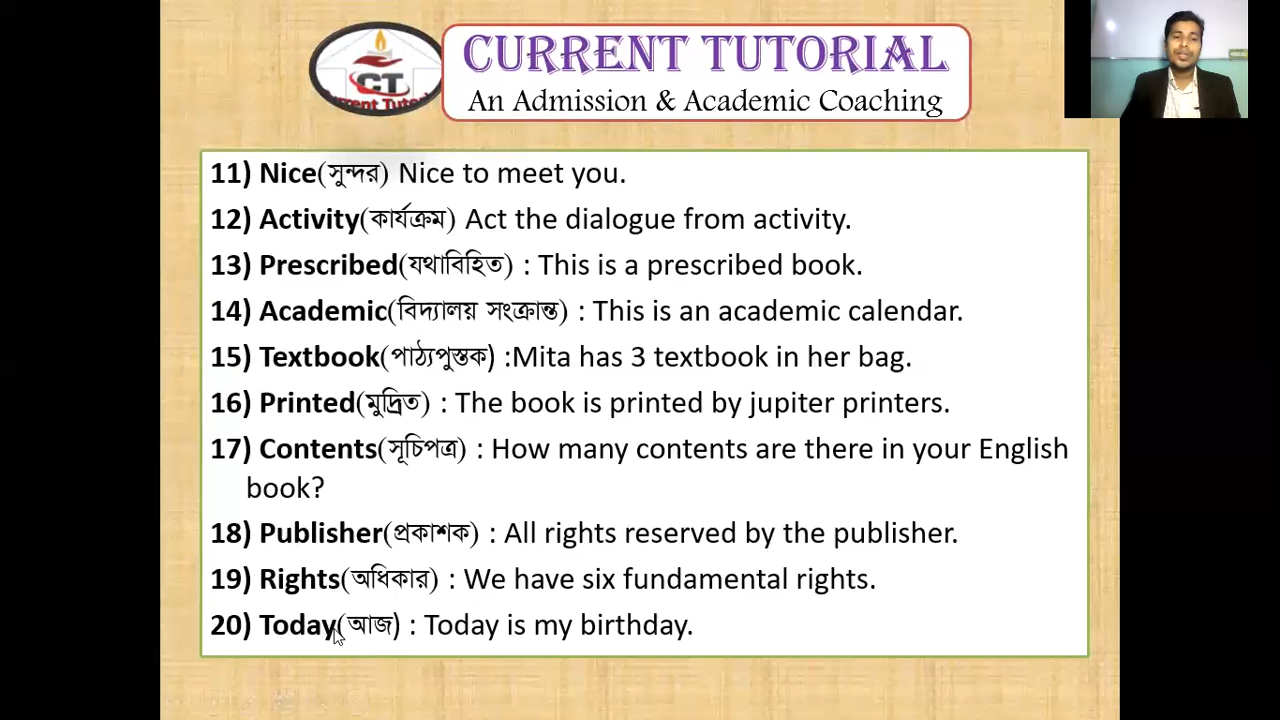 CT
CURRENT TUTORIAL
An Admission & Academic Coaching
11) Nice(সুন্দর) Nice to meet you.
12) Activity(কার্যক্রম) Act the dialogue from activity.
13) Prescribed(যথাবিহিত) : This is a prescribed book.
14) Academic(বিদ্যালয় সংক্রান্ত) : This is an academic calendar.
15) Textbook(পাঠ্যপুস্তক) :Mita has 3 textbook in her bag.
16) Printed(মুদ্রিত) : The book is printed by jupiter printers.
17) Contents(সূচিপত্র) : How many contents are there in your English
book?
18) Publisher(প্রকাশক) : All rights reserved by the publisher.
19) Rights(অধিকার) : We have six fundamental rights.
20) Today(আজ) : Today is my birthday.